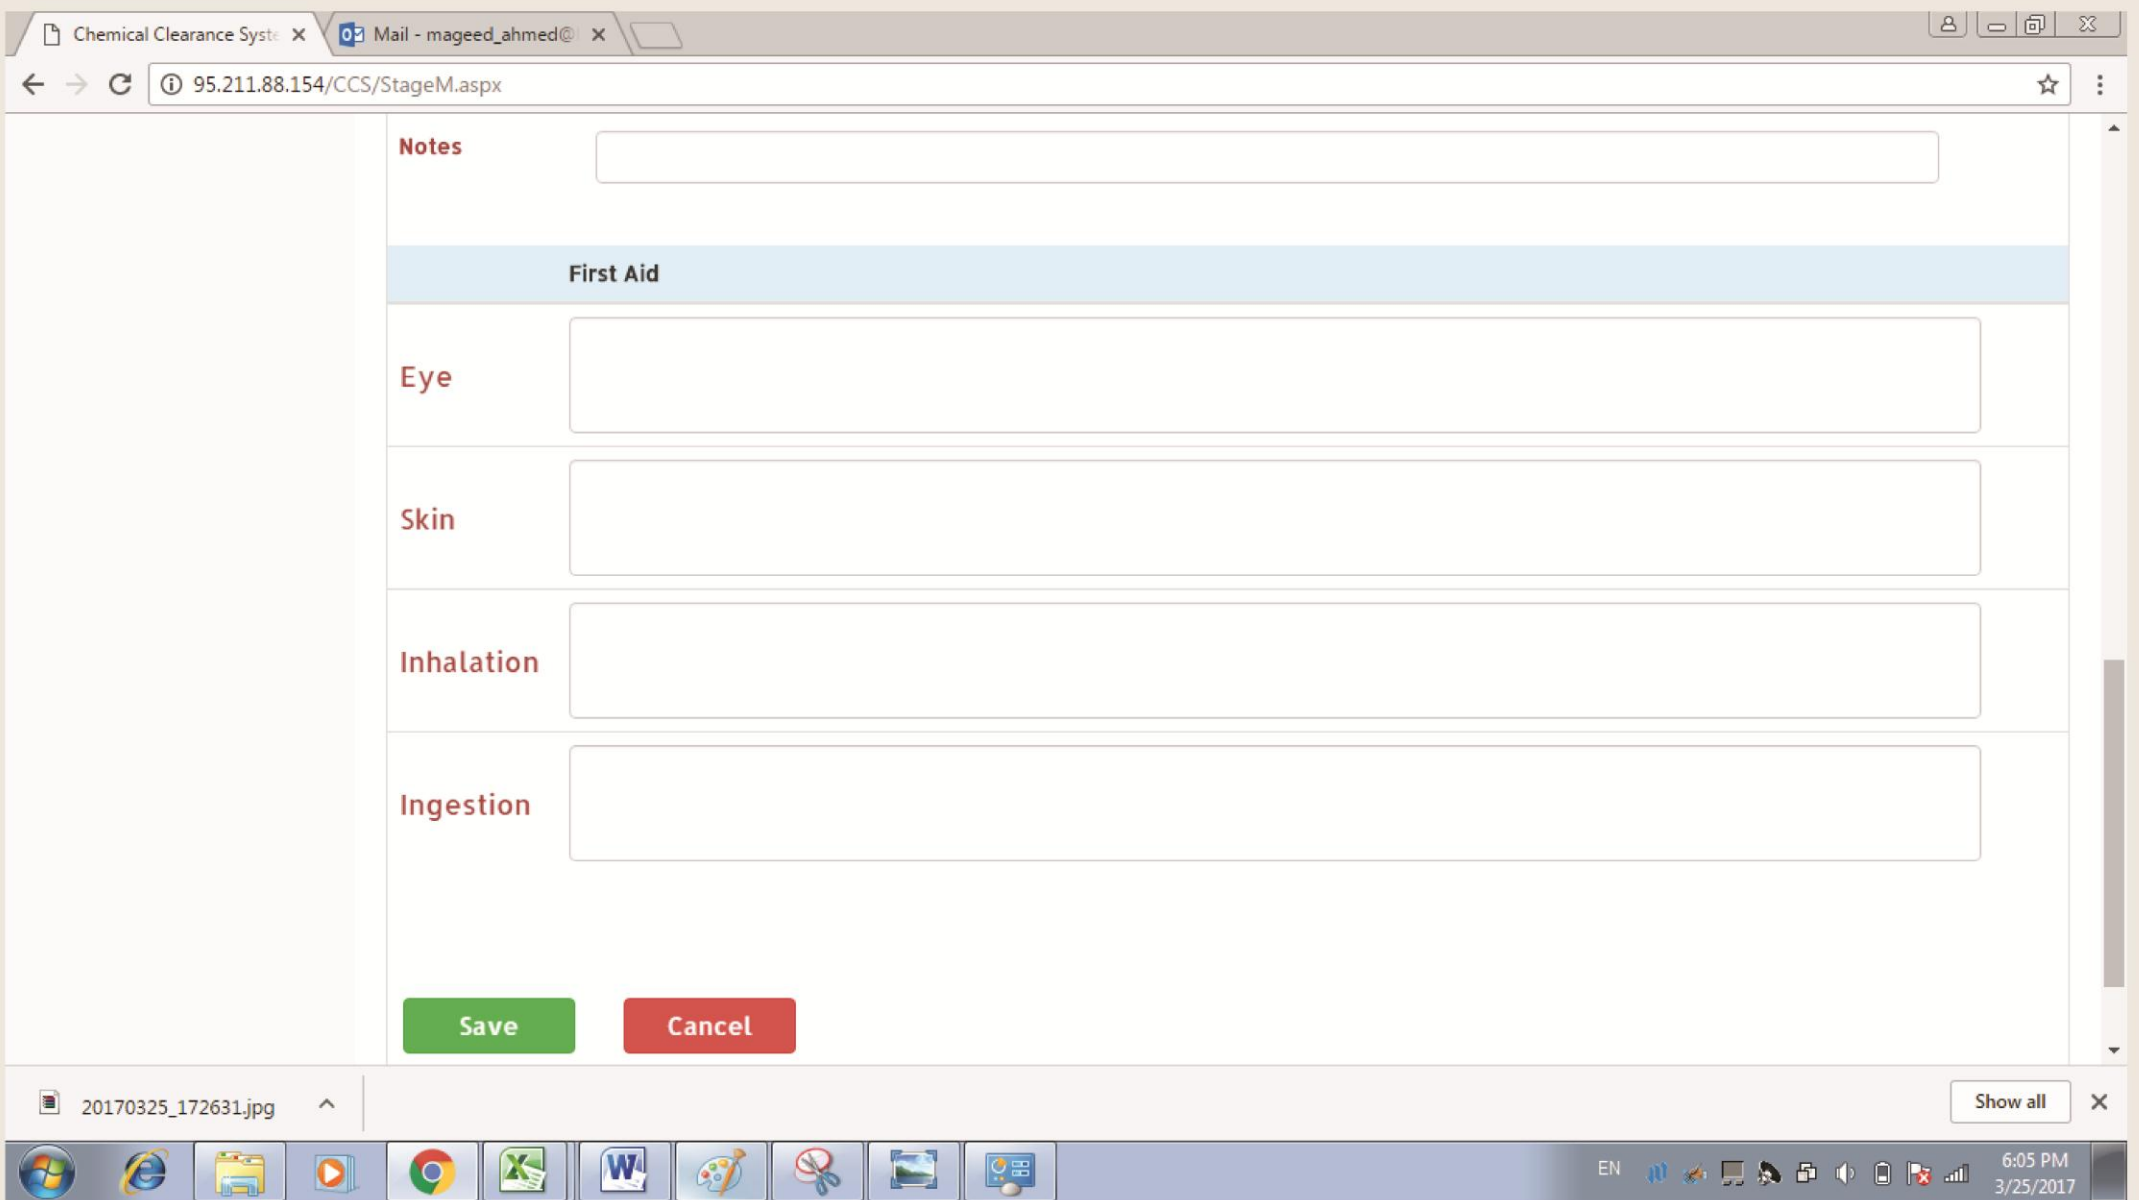 Chemical Clearance Syste
Mail - mageed_ahmed@
95.211.88.154/CCS/StageM.aspx
Notes
First Aid
Eye
Skin
Inhalation
Ingestion
Save Cancel
20170325_172631.jpg
Show all
EN
6:05 PM
3/25/2017